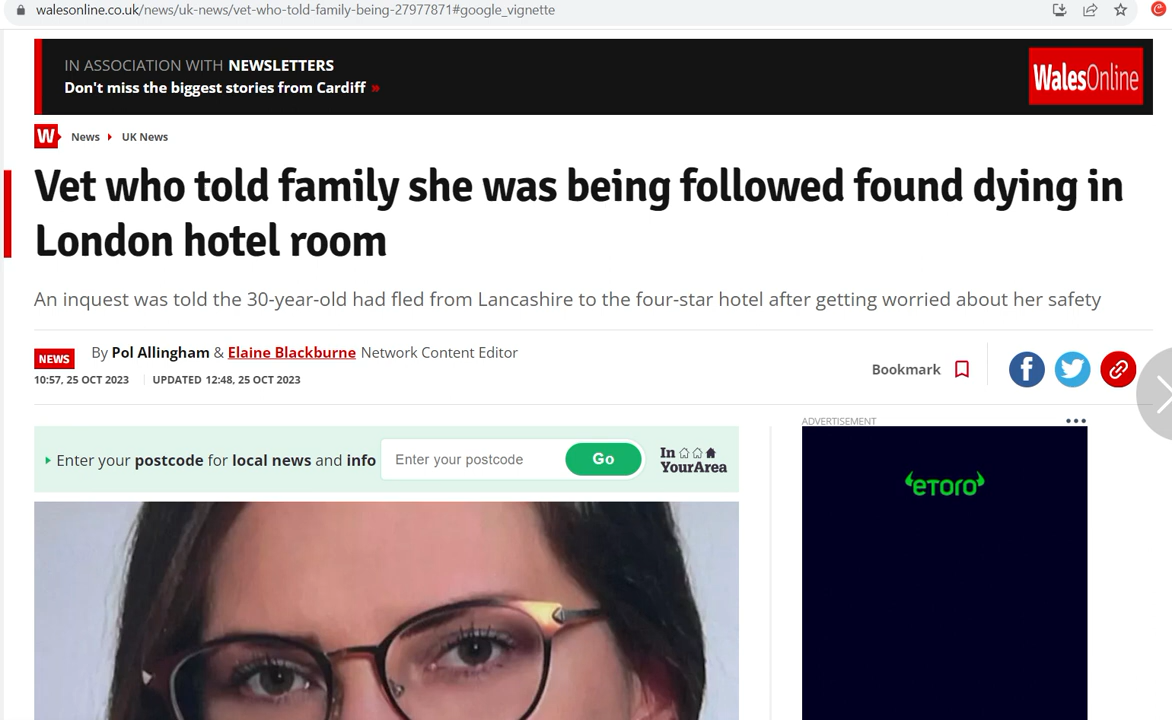 walesonline.co.uk/news/uk-news/vet-who-told-family-being-27977871#google_vignette
IN ASSOCIATION WITH NEWSLETTERS
Don't miss the biggest stories from Cardiff »
WalesOnline
W News UK News
Vet who told family she was being followed found dying in
London hotel room
An inquest was told the 30-year-old had fled from Lancashire to the four-star hotel after getting worried about her safety
NEWS
By Pol Allingham & Elaine Blackburne Network Content Editor
10:57, 25 OCT 2023 UPDATED 12:48, 25 OCT 2023
Bookmark
ADVERTISEMENT
Enter your postcode for local news and info
Enter your postcode
Go
In
YourArea
eToro